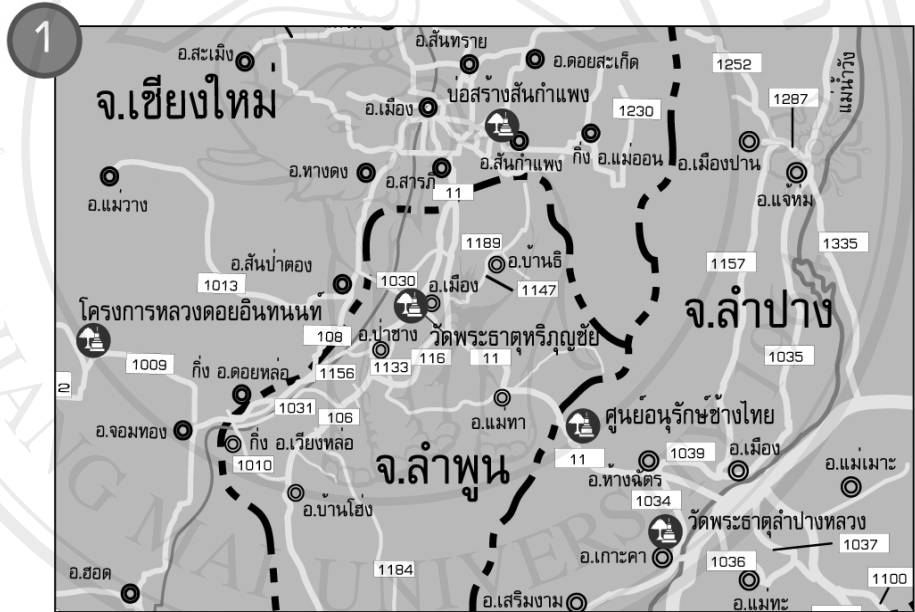 1
อ.สันทราย
อ.สะเมิง
อ.ดอยสะเก็ด
1252
แม่น้ำวัง
จ.เชียงใหม่
บ่อสร้างสันกำแพง
1287
อ.เมือง
1230
อ.สันกำแพง
กิ่ง อ.แม่ออน
อ.เมืองปาน
อ.หางดง
อ.สารภี
11
อ.แจ้ห่ม
อ.แม่วาง
1189
1335
อ.สันป่าตอง
อ.บ้านธิ
1157
1013
1030
อ.เมือง
1147
โครงการหลวงดอยอินทนนท์
จ.ลำปาง
108
อ.ป่าซาง
วัดพระธาตุหริภุญชัย
1009
กิ่ง อ.ดอยหล่อ
1156
1133
116
11
1035
2
1031
106
อ.แม่ทา
ศูนย์อนุรักษ์ช้างไทย
อ.จอมทอง
กิ่ง อ.เวียงหล่อ
11
1039
อ.เมือง
1010
จ.ลำพูน
อ.ห้างฉัตร
อ.แม่เมาะ
อ.บ้านโฮ่ง
1034
วัดพระธาตุลำปางหลวง
อ.เกาะคา
1037
1036
อ.ฮอด
1184
1100
อ.เสริมงาม
อ.แม่ทะ